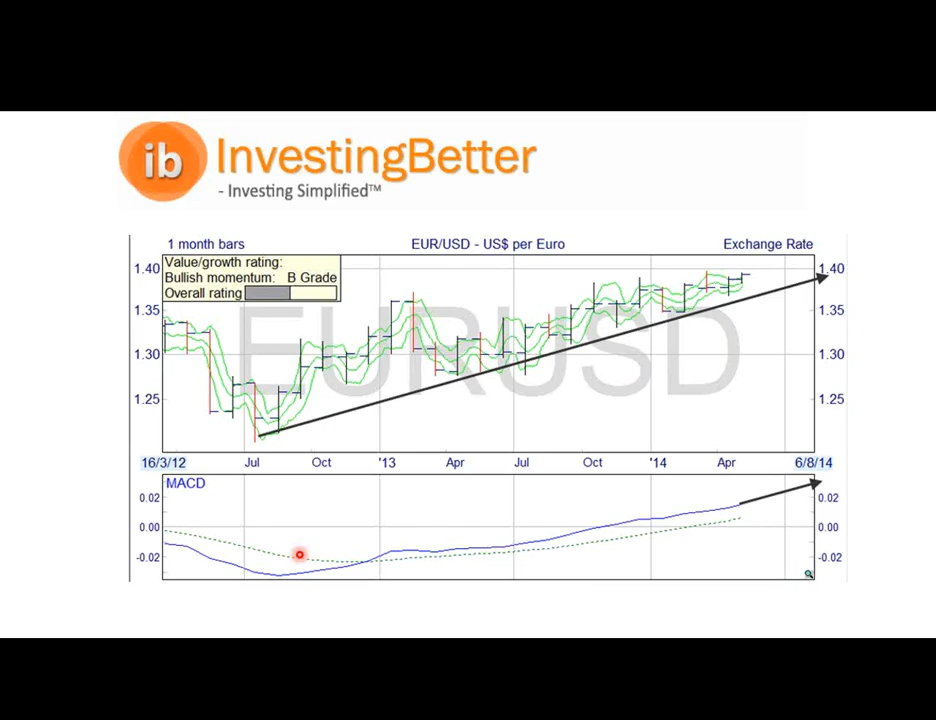 ib InvestingBetter
- Investing Simplified™
1 month bars EUR/USD - US$ per Euro Exchange Rate
Value/growth rating:
Bullish momentum: B Grade
Overall rating
EURUSD
1.40 1.40
1.35 1.35
1.30 1.30
1.25 1.25
16/3/12 Jul Oct '13 Apr Jul Oct '14 Apr 6/8/14
MACD
0.02 0.02
0.00 0.00
-0.02 -0.02